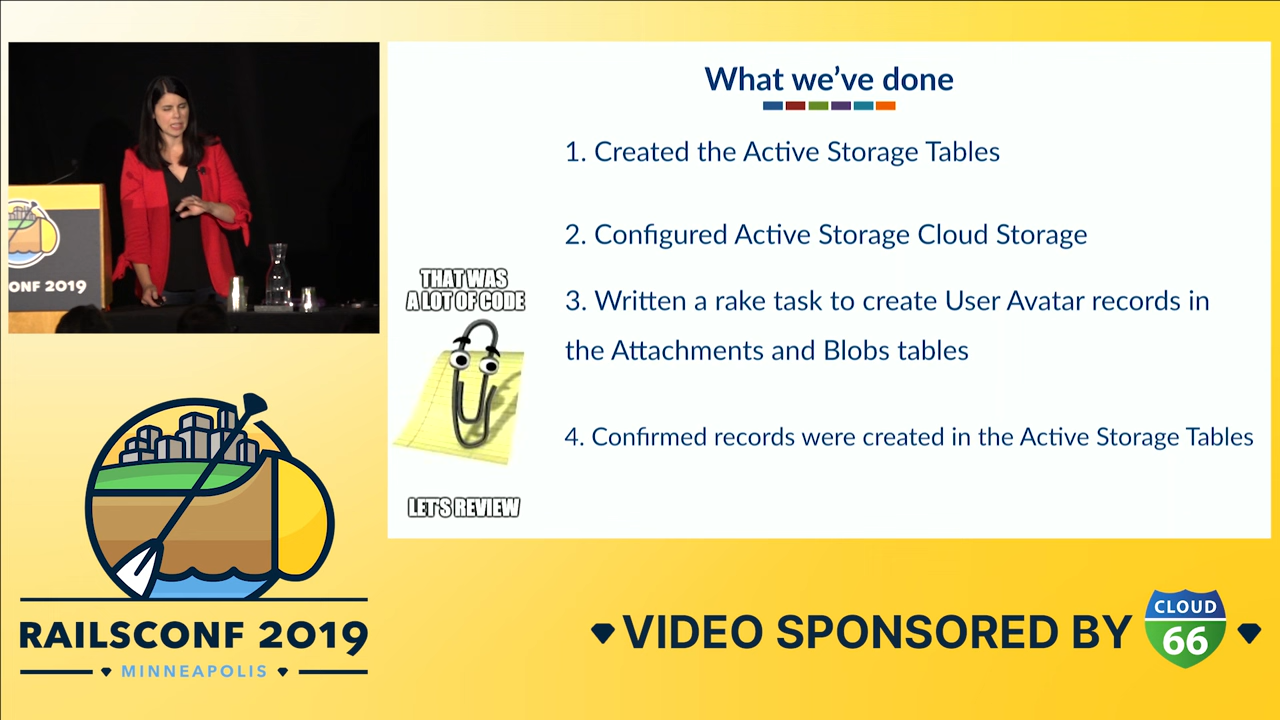 What we've done
1. Created the Active Storage Tables
2. Configured Active Storage Cloud Storage
3. Written a rake task to create User Avatar records in
the Attachments and Blobs tables
4. Confirmed records were created in the Active Storage Tables
THAT WAS
A LOT OF CODE
LET'S REVIEW
ONF 2019
RAILSCONF 2019
MINNEAPOLIS
VIDEO SPONSORED BY
CLOUD
66